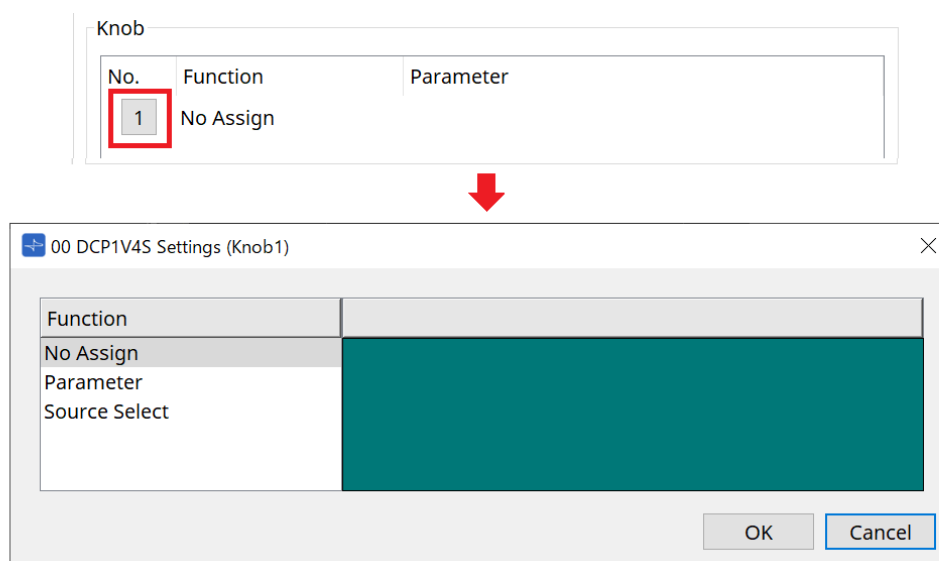 Knob
No. Function Parameter
1 No Assign
00 DCP1V4S Settings (Knob1)
Function
No Assign
Parameter
Source Select
OK Cancel